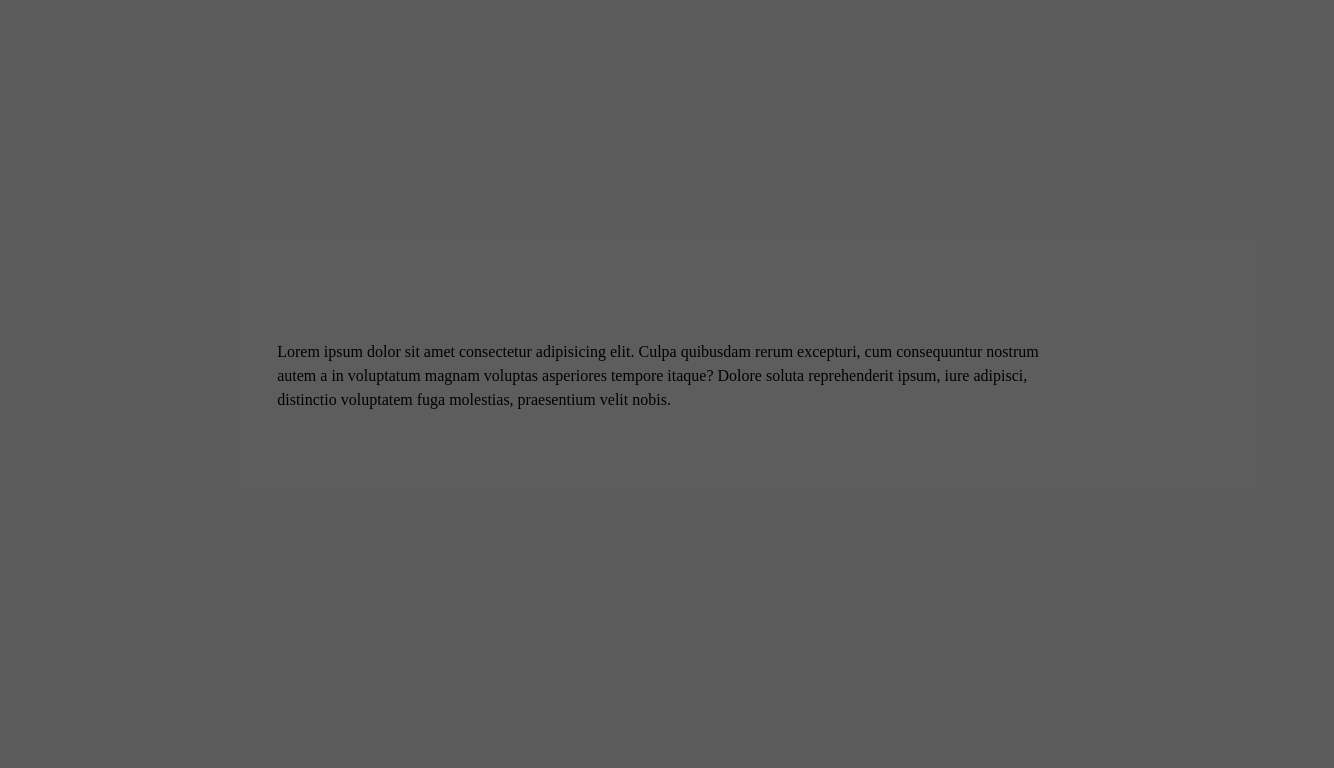 Lorem ipsum dolor sit amet consectetur adipisicing elit. Culpa quibusdam rerum excepturi, cum consequuntur nostrum
autem a in voluptatum magnam voluptas asperiores tempore itaque? Dolore soluta reprehenderit ipsum, iure adipisci,
distinctio voluptatem fuga molestias, praesentium velit nobis.